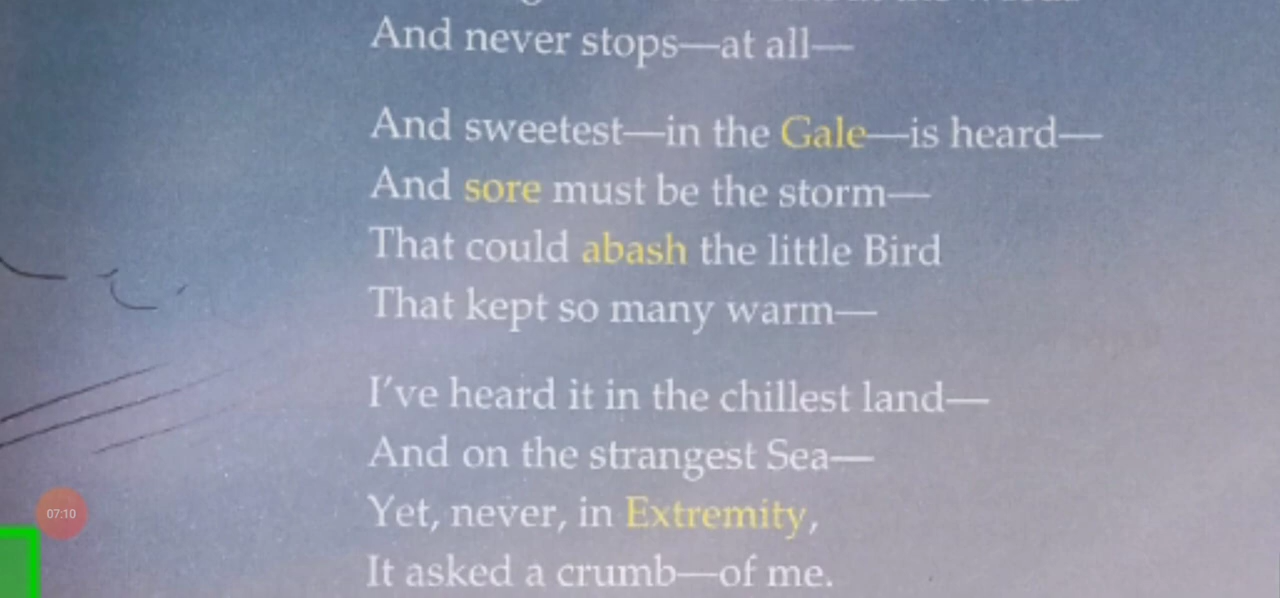 And never stops—at all—
And sweetest—in the Gale—is heard—
And sore must be the storm—
That could abash the little Bird
That kept so many warm—
I've heard it in the chillest land—
And on the strangest Sea—
Yet, never, in Extremity,
It asked a crumb—of me.
07:10